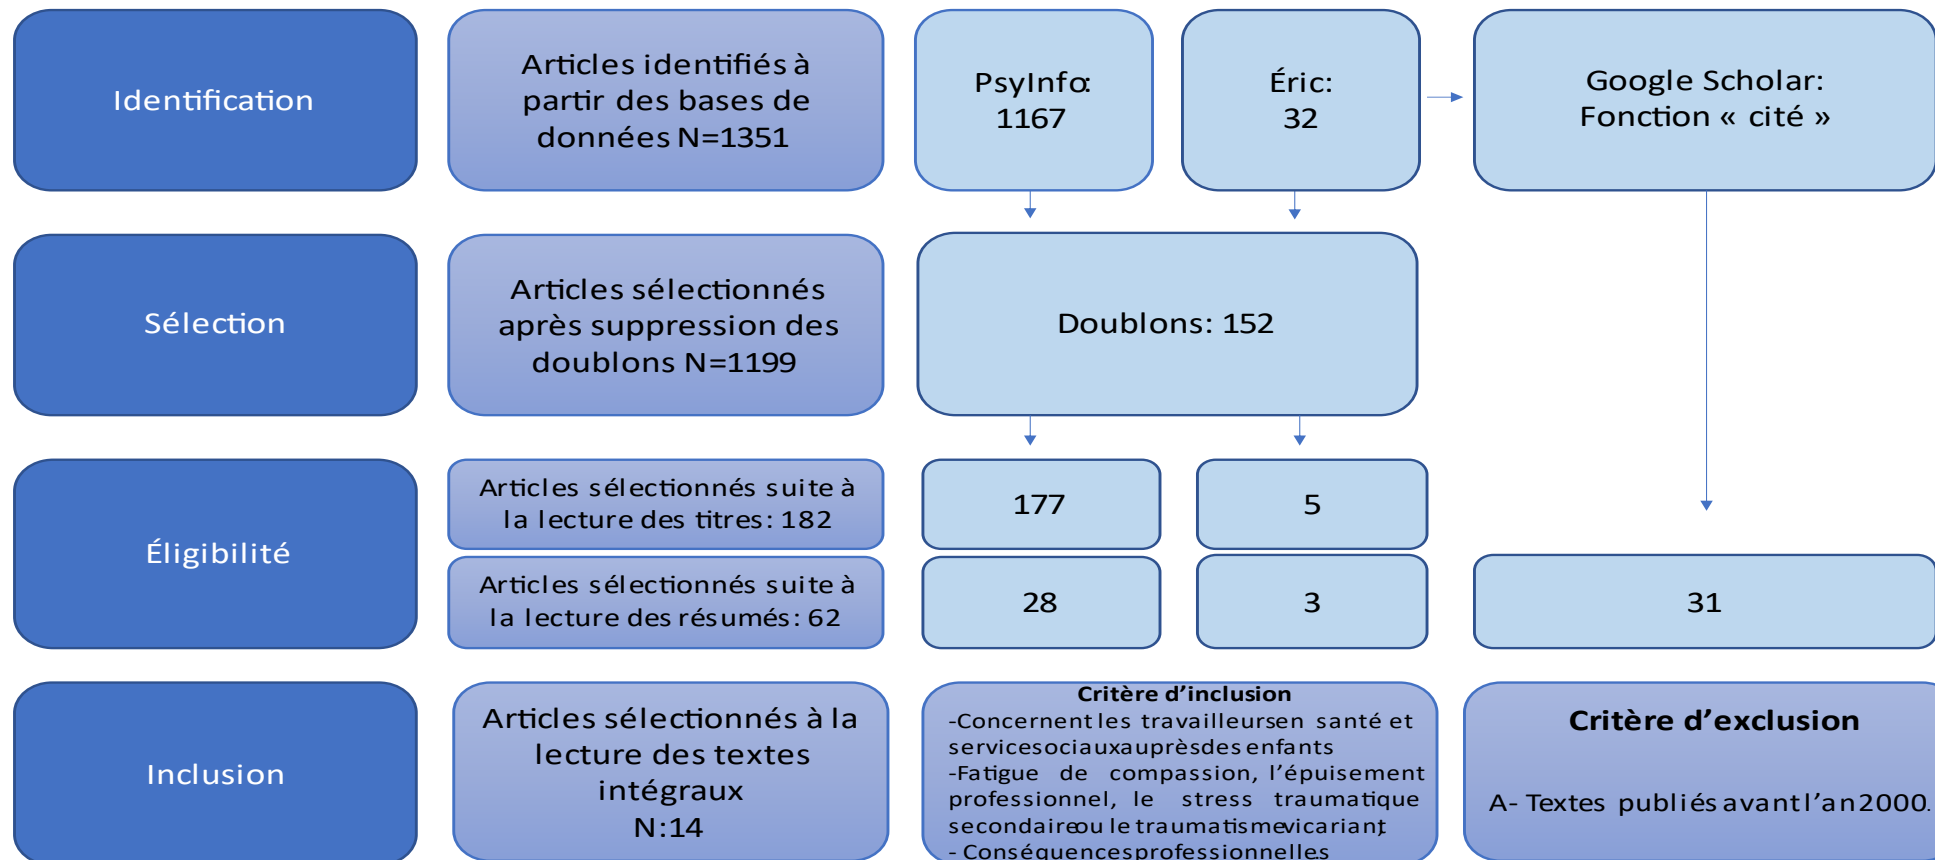 Identification
Articles identifiés à
partir des bases de
données N=1351
PsyInfo:
1167
Éric:
32
Google Scholar:
Fonction « cité »
Sélection
Articles sélectionnés
après suppression des
doublons N=1199
Doublons: 152
Éligibilité
Articles sélectionnés suite à
la lecture des titres: 182
177
5
Articles sélectionnés suite à
la lecture des résumés: 62
28
3
31
Inclusion
Articles sélectionnés à la
lecture des textes
intégraux
N:14
Critère d'inclusion
-Concernent les travailleurs en santé et
service sociaux auprès des enfants
-Fatigue de compassion, l'épuisement
professionnel, le stress traumatique
secondaire ou le traumatisme vicariant;
- Conséquences professionnelles
Critère d'exclusion
A- Textes publiés avant l'an 2000.